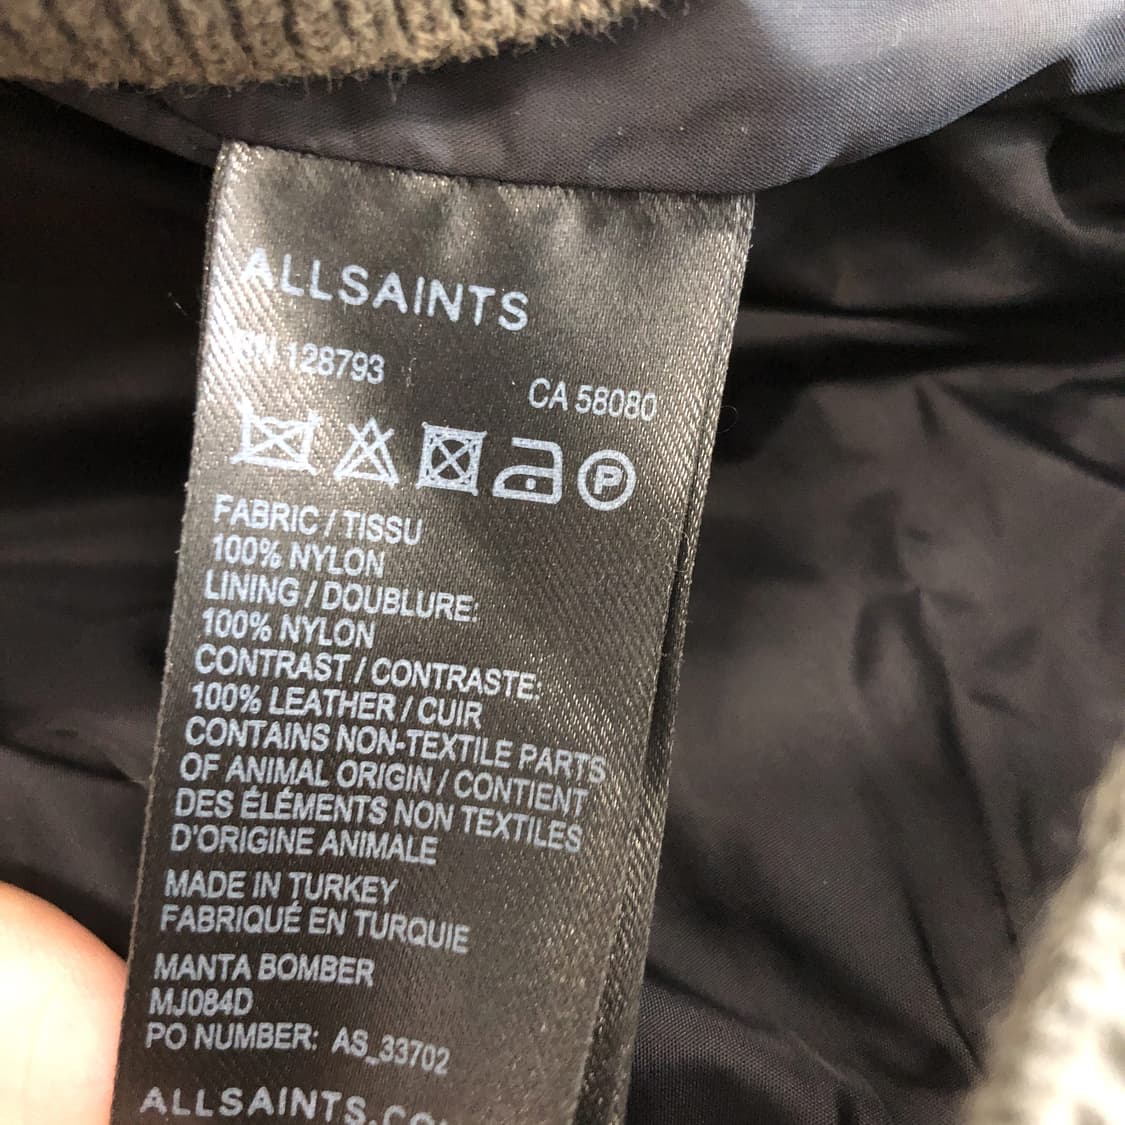 ALLSAINTS
RN 128793
CA 58080
P
FABRIC / TISSU
100% NYLON
LINING / DOUBLURE:
100% NYLON
CONTRAST / CONTRASTE:
100% LEATHER / CUIR
CONTAINS NON-TEXTILE PARTS
OF ANIMAL ORIGIN / CONTIENT
DES ÉLÉMENTS NON TEXTILES
D'ORIGINE ANIMALE
MADE IN TURKEY
FABRIQUÉ EN TURQUIE
MANTA BOMBER
MJ084D
PO NUMBER: AS_33702